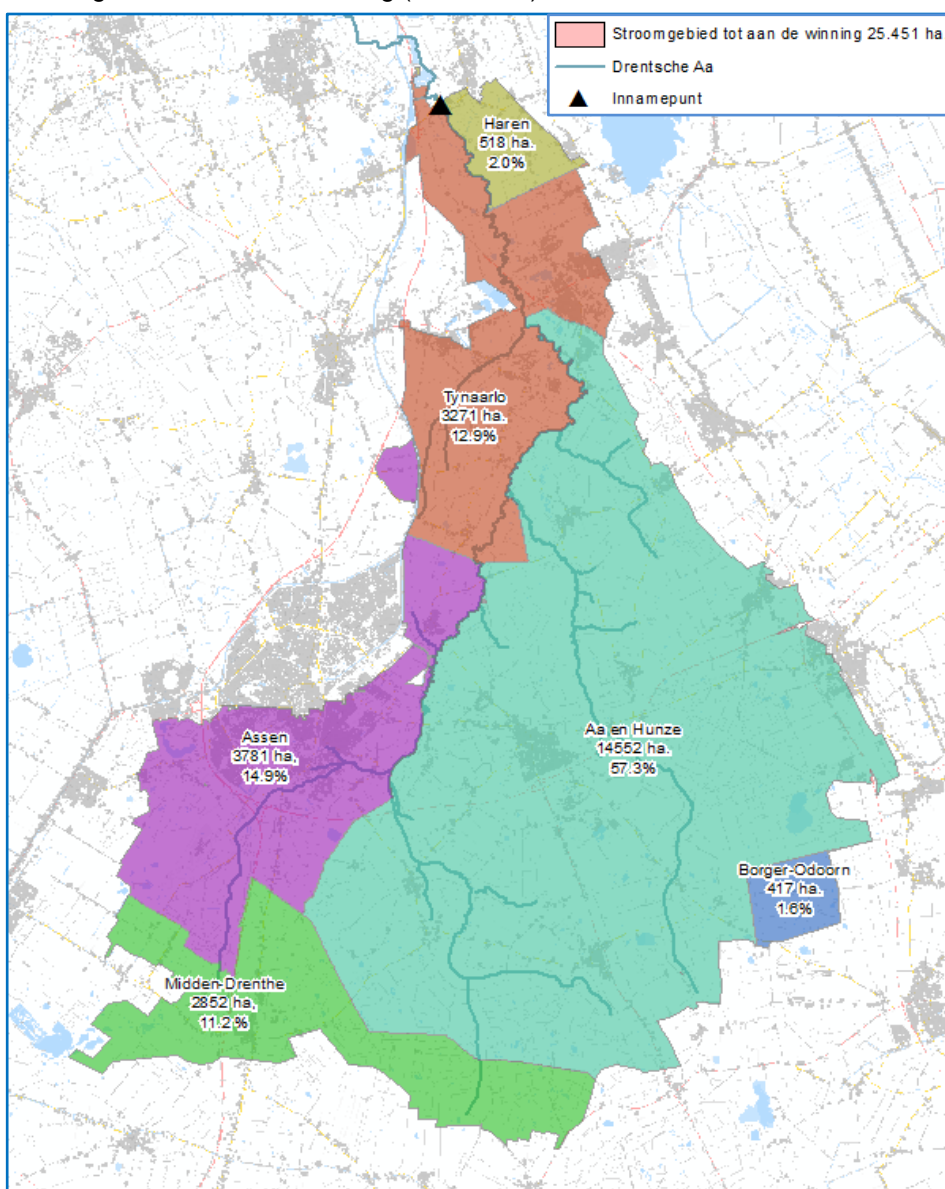 Stroomgebied tot aan de winning 25.451 ha
Drentsche Aa
Innamepunt
Haren
518 ha.
2.0%
Tynaarlo
3271 ha.
12.9%
Assen
3781 ha,
14.9%
Aa en Hunze
14552 ha.
57.3%
Borger-Odoorn
417 ha.
1.6%
Midden-Drenthe
2852 ha,
11.2%